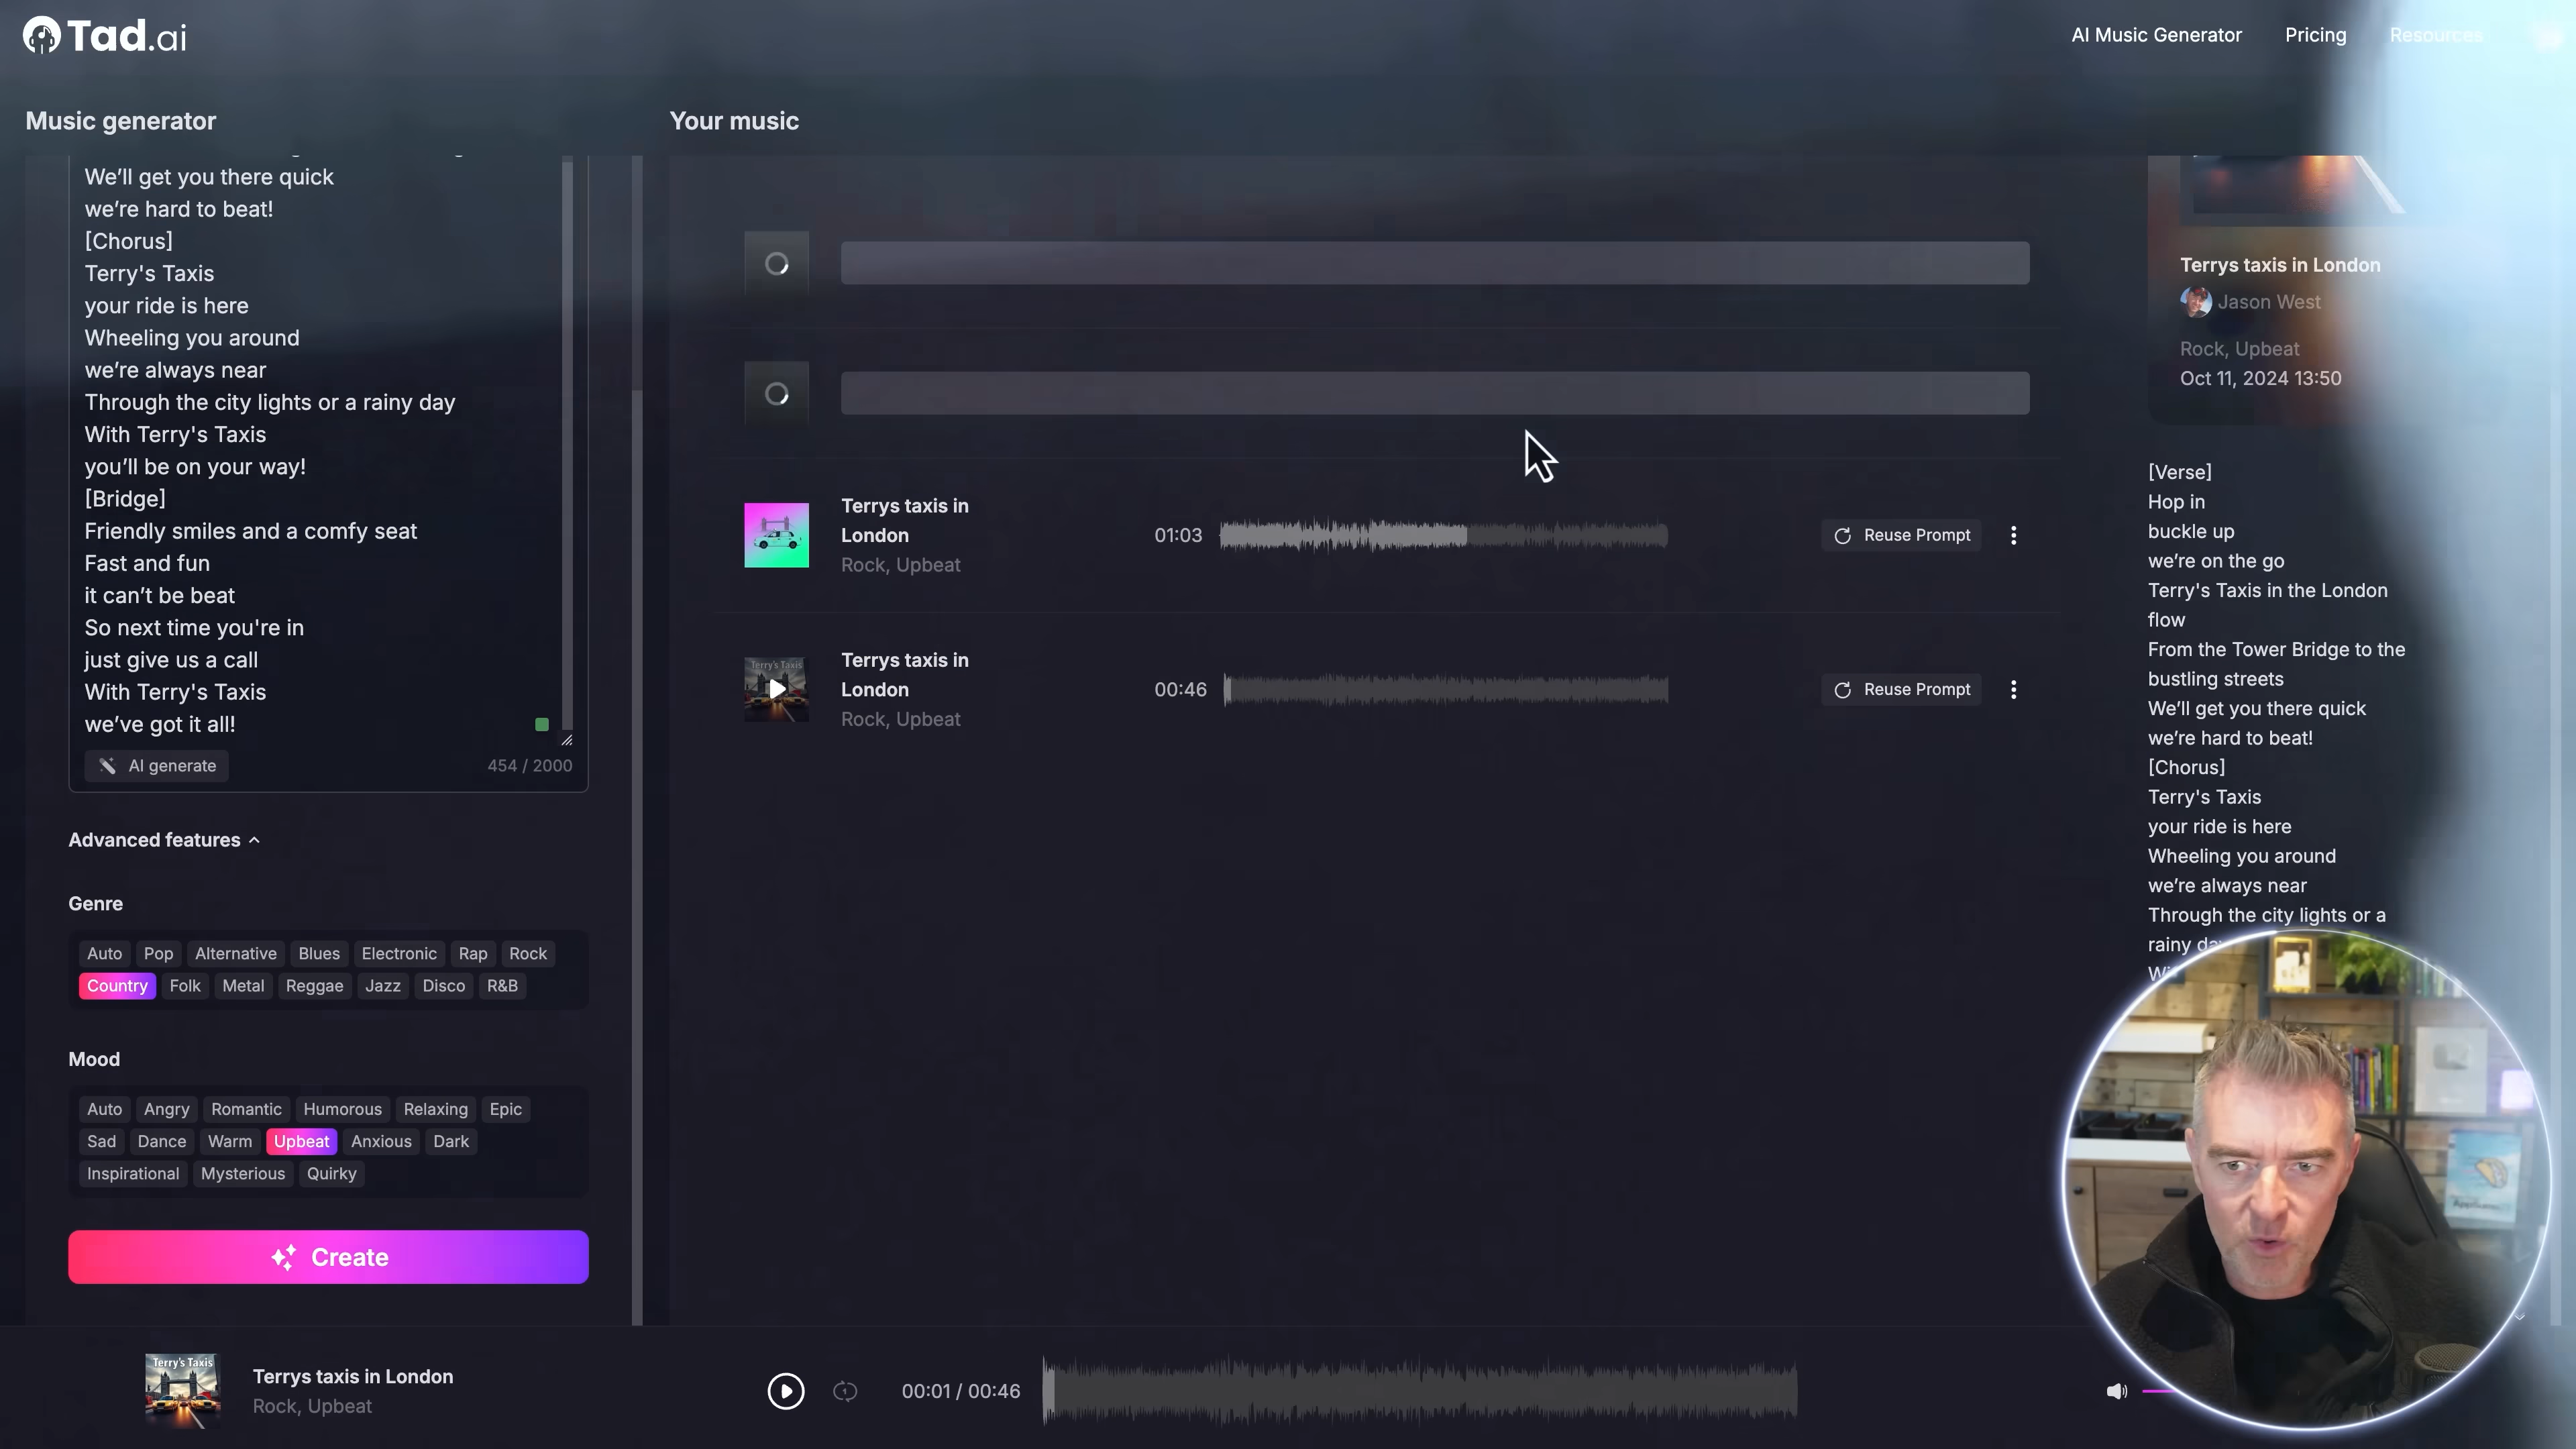 Tad.ai
AI Music Generator
Pricing
Resources
Music generator
Your music
We’ll get you there quick
we’re hard to beat!
[Chorus]
Terry's Taxis
your ride is here
Wheeling you around
we’re always near
Through the city lights or a rainy day
With Terry's Taxis
you’ll be on your way!
[Bridge]
Friendly smiles and a comfy seat
Fast and fun
it can’t be beat
So next time you're in
just give us a call
With Terry's Taxis
we’ve got it all!
AI generate
454 / 2000
Advanced features
Genre
Auto Pop Alternative Blues Electronic Rap Rock
Country Folk Metal Reggae Jazz Disco R&B
Mood
Auto Angry Romantic Humorous Relaxing Epic
Sad Dance Warm Upbeat Anxious Dark
Inspirational Mysterious Quirky
Create
Terrys taxis in
London
Rock, Upbeat
01:03
Reuse Prompt
Terry's Taxis
Terrys taxis in
London
Rock, Upbeat
00:46
Reuse Prompt
Terrys taxis in London
Jason West
Rock, Upbeat
Oct 11, 2024 13:50
[Verse]
Hop in
buckle up
we’re on the go
Terry's Taxis in the London
flow
From the Tower Bridge to the
bustling streets
We’ll get you there quick
we’re hard to beat!
[Chorus]
Terry's Taxis
your ride is here
Wheeling you around
we’re always near
Through the city lights or a
rainy
Terry's Taxis
Terrys taxis in London
Rock, Upbeat
1
00:01 / 00:46